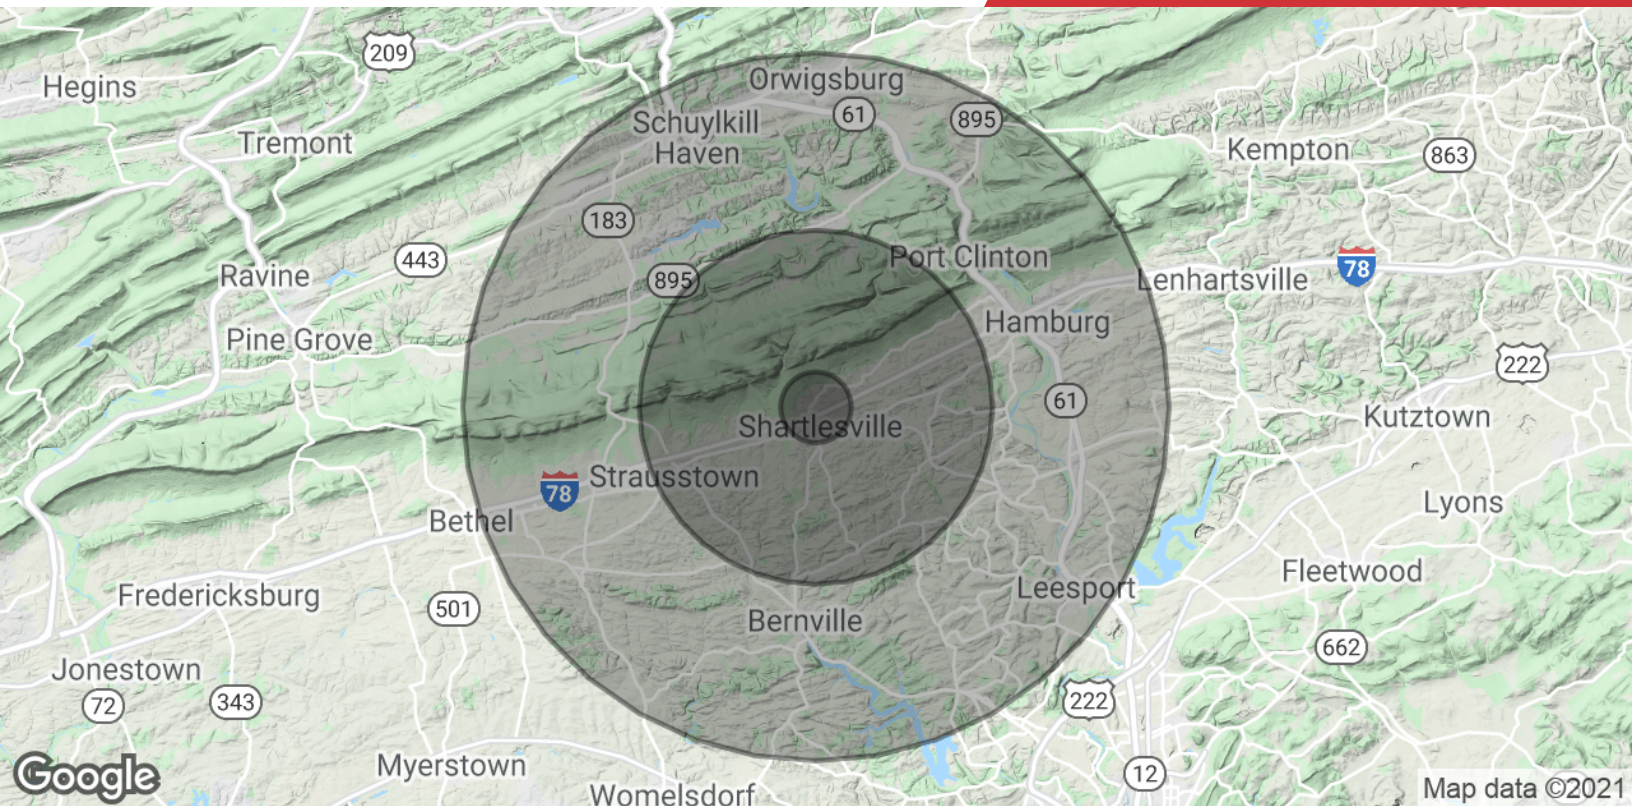 209
Hegins
Orwigsburg
61
895
Schuylkill
Haven
Tremont
Kempton
863
183
443
Port Clinton
Ravine
895
Lenhartsville
78
Pine Grove
Hamburg
222
61
Kutztown
Shartlesville
Strausstown
78
Lyons
Bethel
Fredericksburg
501
Leesport
Fleetwood
Bernville
662
Jonestown
72
343
222
Myerstown
12
Google
Womelsdorf
Map data ©2021